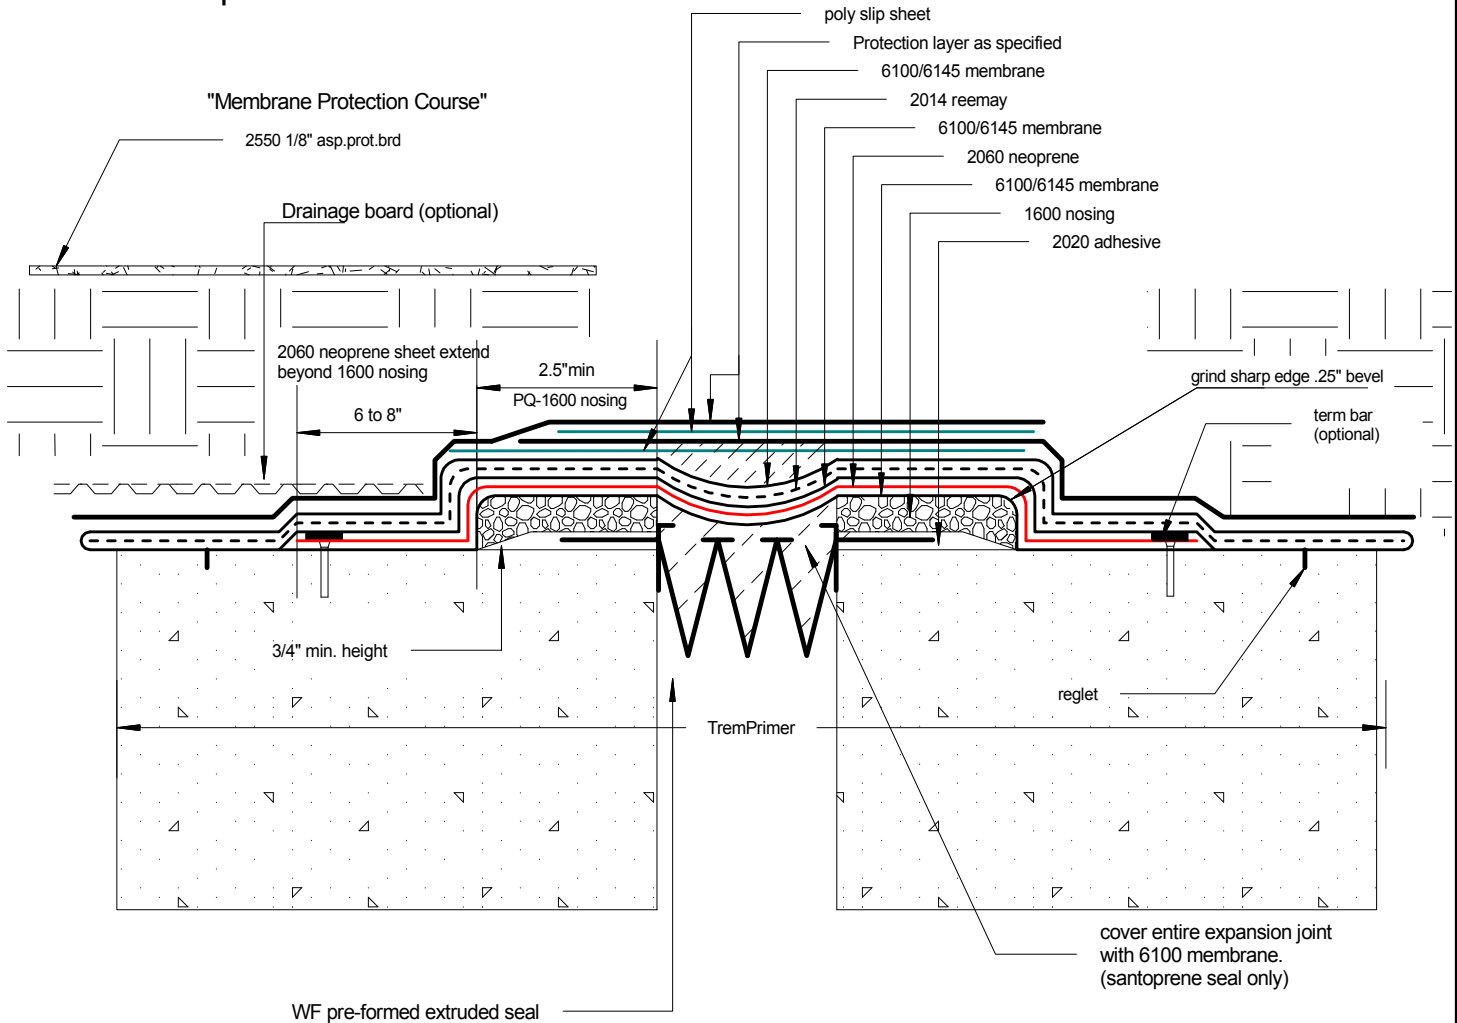 poly slip sheet
Protection layer as specified
6100/6145 membrane
"Membrane Protection Course"
2014 reemay
6100/6145 membrane
2550 1/8" asp.prot.brd
2060 neoprene
6100/6145 membrane
Drainage board (optional)
1600 nosing
2020 adhesive
2060 neoprene sheet extend
beyond 1600 nosing
2.5"min
PQ-1600 nosing
grind sharp edge .25" bevel
6 to 8"
term bar
(optional)
3/4" min. height
reglet
TremPrimer
cover entire expansion joint
with 6100 membrane.
(santoprene seal only)
WF pre-formed extruded seal